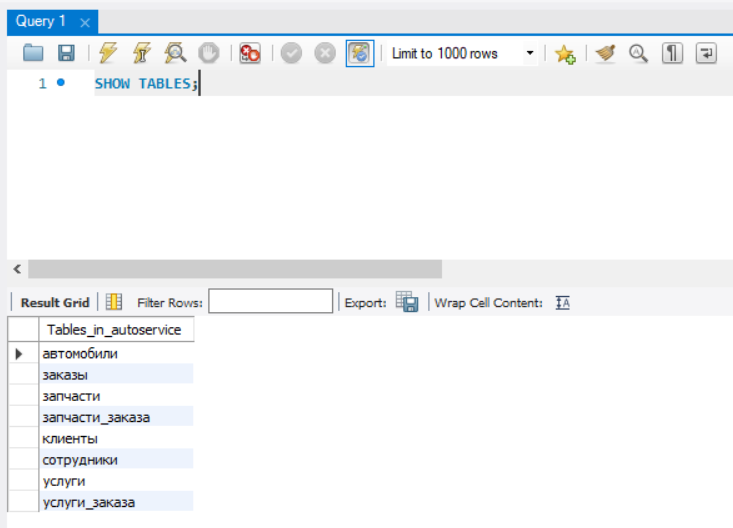 Query 1
Limit to 1000 rows
1 SHOW TABLES;
Result Grid Filter Rows: Export: Wrap Cell Content:
Tables_in_autoservice
автомобили
заказы
запчасти
запчасти_заказа
клиенты
сотрудники
услуги
услуги_заказа